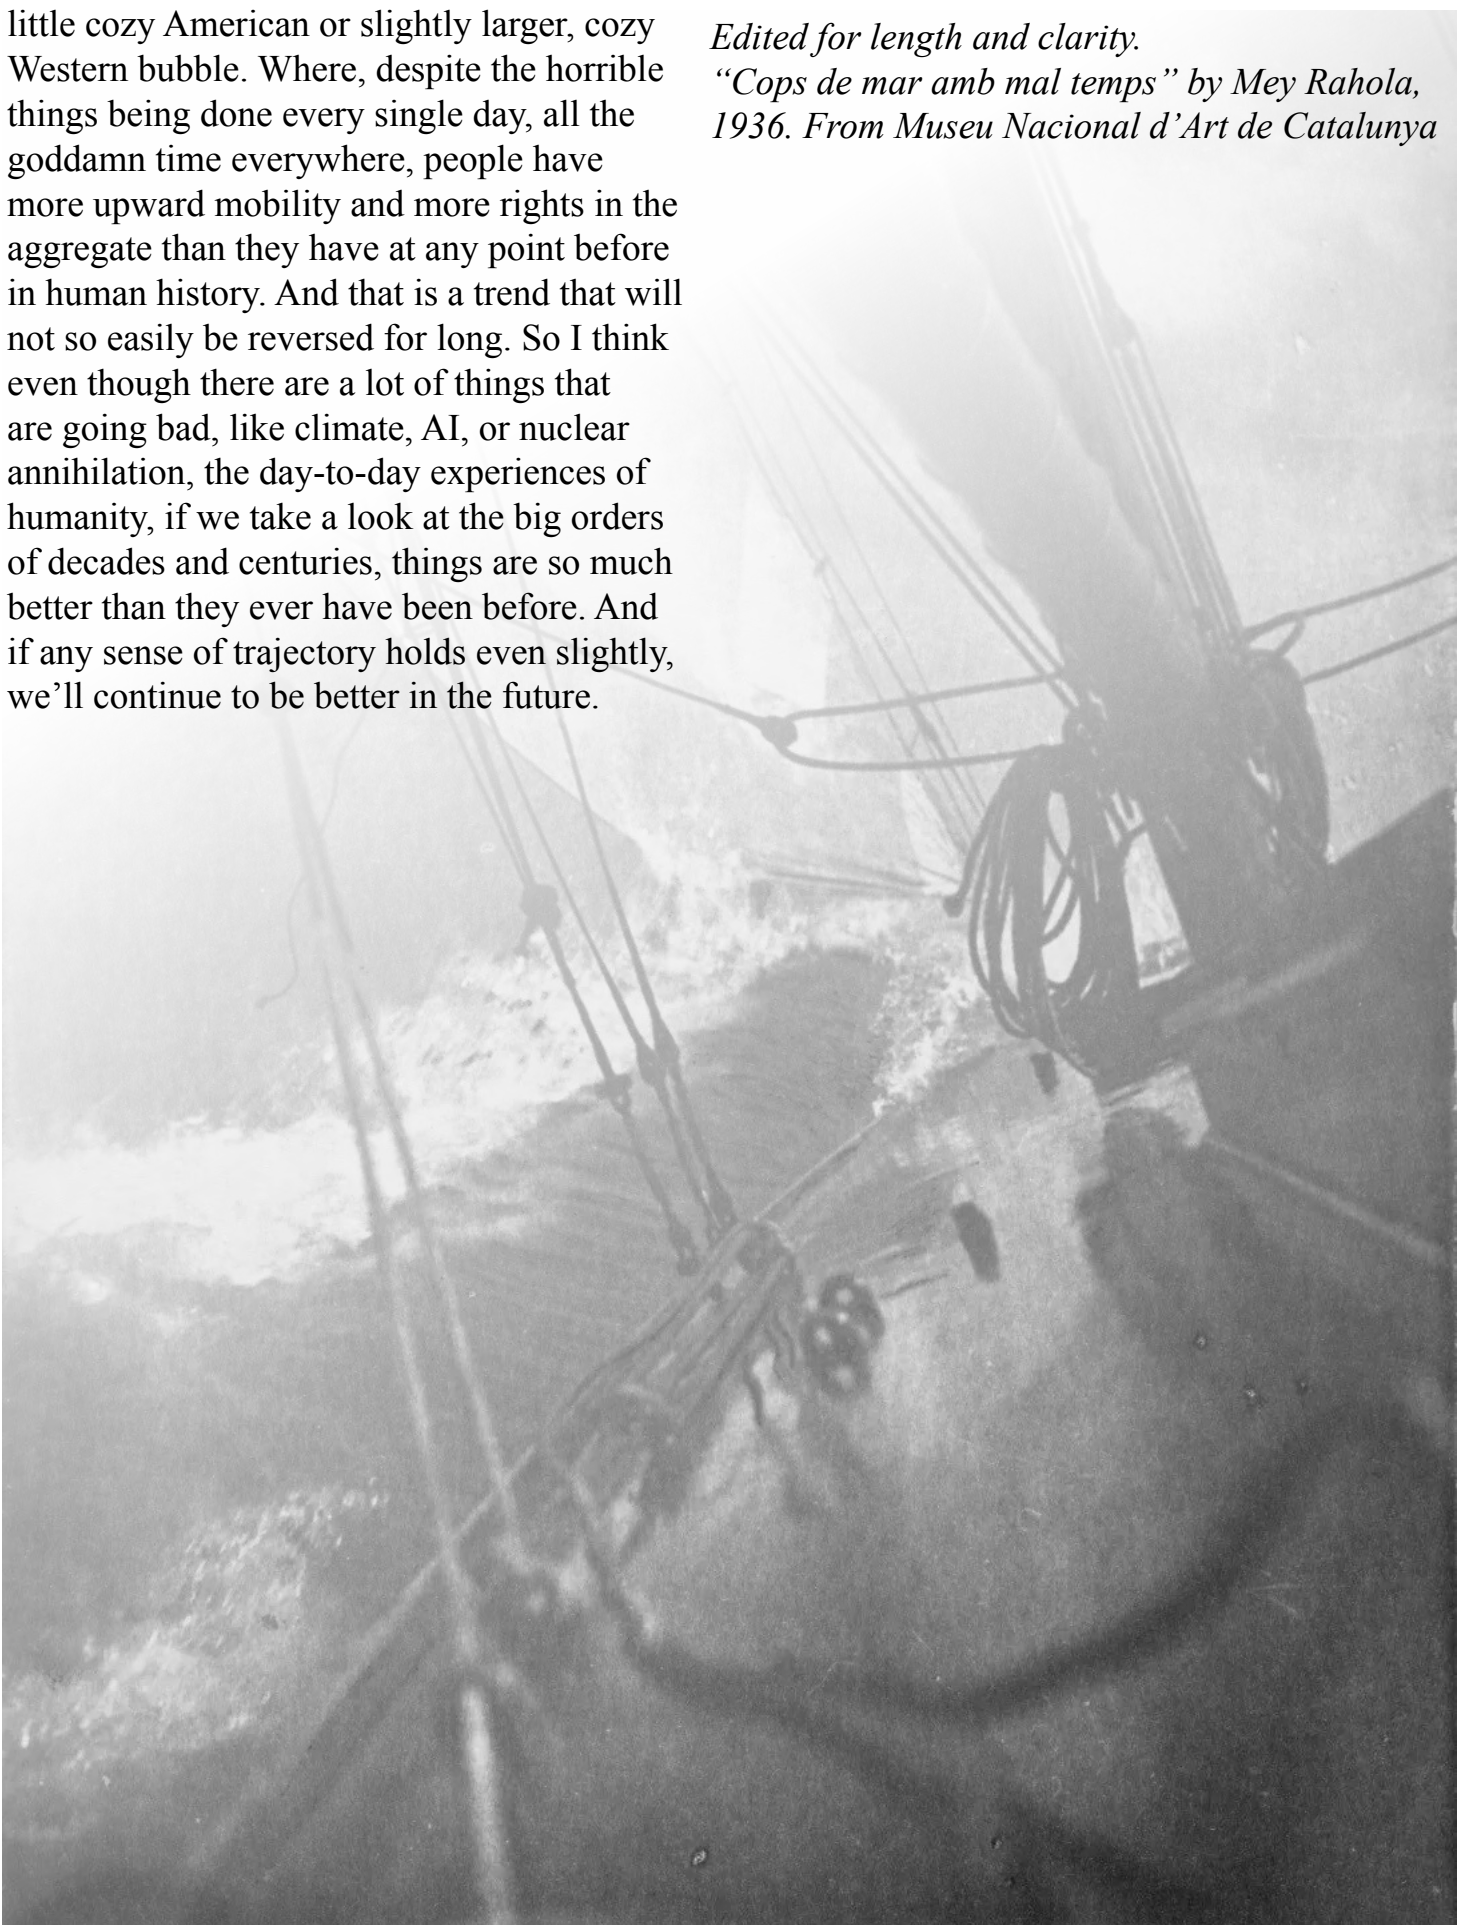 little cozy American or slightly larger, cozy
Western bubble. Where, despite the horrible
things being done every single day, all the
goddamn time everywhere, people have
more upward mobility and more rights in the
aggregate than they have at any point before
in human history. And that is a trend that will
not so easily be reversed for long. So I think
even though there are a lot of things that
are going bad, like climate, AI, or nuclear
annihilation, the day-to-day experiences of
humanity, if we take a look at the big orders
of decades and centuries, things are so much
better than they ever have been before. And
if any sense of trajectory holds even slightly,
we’ll continue to be better in the future.
Edited for length and clarity.
“Cops de mar amb mal temps” by Mey Rahola,
1936. From Museu Nacional d’Art de Catalunya